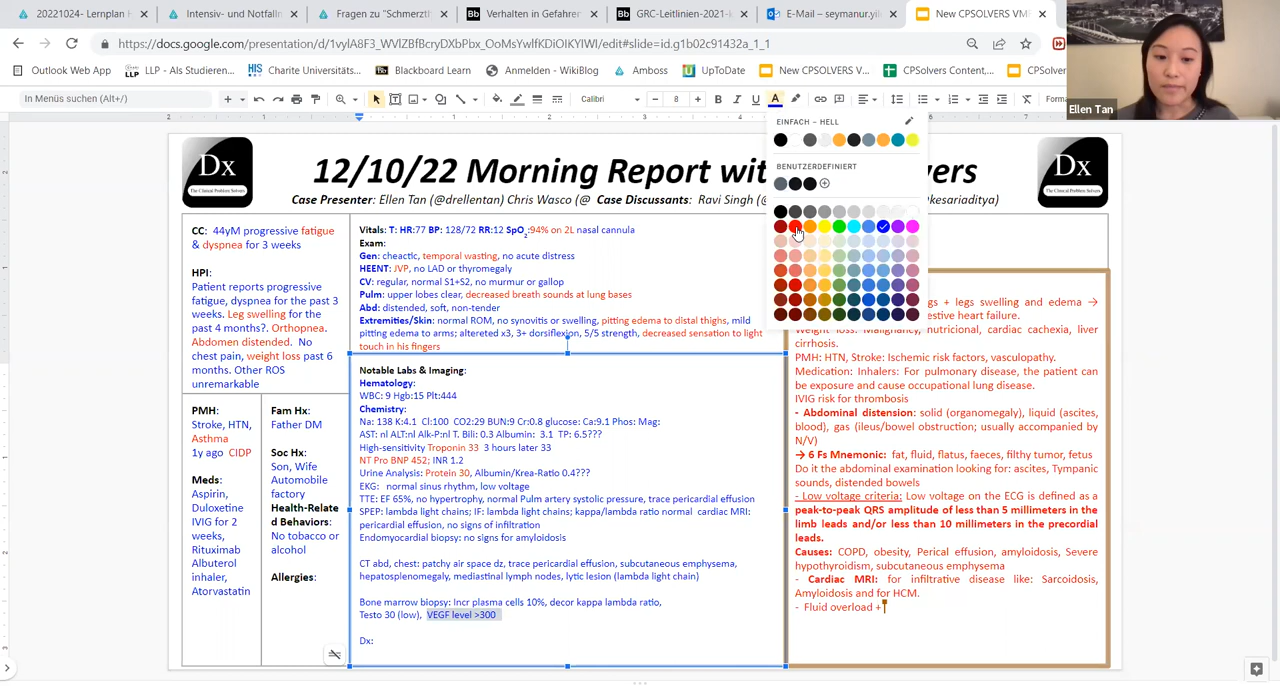 20221024- Lernplan H
Intensiv- und Notfalln
Fragen zu "Schmerzth
Verhalten in Gefahren
GRC-Leitlinien-2021-k
E-Mail – seymanur.yil
New CPSOLVERS VMR
https://docs.google.com/presentation/d/1vylA8F3_WVlZBfBcryDXbPbx_OoMsYwlfKDiOIKYIWI/edit#slide=id.g1b02c91432a_1_1
Outlook Web App
LLP - Als Studieren...
Charite Universitäts...
Blackboard Learn
Anmelden - WikiBlog
Amboss
UpToDate
New CPSOLVERS V...
CPSolvers Content,...
CPSolve
In Menüs suchen (Alt+/)
Calibri
8
Forma
Ellen Tan
EINFACH – HELL
BENUTZERDEFINIERT
Dx
The Clinical Problem Solvers
12/10/22 Morning Report wit
vers
Dx
The Clinical Problem Solvers
Case Presenter: Ellen Tan (@drellentan) Chris Wasco (@ Case Discussants: Ravi Singh (@
kesariaditya)
CC: 44yM progressive fatigue
& dyspnea for 3 weeks
HPI:
Patient reports progressive
fatigue, dyspnea for the past 3
weeks. Leg swelling for the
past 4 months?. Orthopnea.
Abdomen distended. No
chest pain, weight loss past 6
months. Other ROS
unremarkable
PMH:
Stroke, HTN,
Asthma
1y ago CIDP
Meds:
Aspirin,
Duloxetine
IVIG for 2
weeks,
Rituximab
Albuterol
inhaler,
Atorvastatin
Fam Hx:
Father DM
Soc Hx:
Son, Wife
Automobile
factory
Health-Relate
d Behaviors:
No tobacco or
alcohol
Allergies:
Vitals: T: HR:77 BP: 128/72 RR:12 SpO2:94% on 2L nasal cannula
Exam:
Gen: cheactic, temporal wasting, no acute distress
HEENT: JVP, no LAD or thyromegaly
CV: regular, normal S1+S2, no murmur or gallop
Pulm: upper lobes clear, decreased breath sounds at lung bases
Abd: distended, soft, non-tender
Extremities/Skin: normal ROM, no synovitis or swelling, pitting edema to distal thighs, mild
pitting edema to arms; altereted x3, 3+ dorsiflexion, 5/5 strength, decreased sensation to light
touch in his fingers
Notable Labs & Imaging:
Hematology:
WBC: 9 Hgb:15 Plt:444
Chemistry:
Na: 138 K:4.1 Cl:100 CO2:29 BUN:9 Cr:0.8 glucose: Ca:9.1 Phos: Mag:
AST: nl ALT:nl Alk-P:nl T. Bili: 0.3 Albumin: 3.1 TP: 6.5???
High-sensitivity Troponin 33 3 hours later 33
NT Pro BNP 452; INR 1.2
Urine Analysis: Protein 30, Albumin/Krea-Ratio 0.4???
EKG: normal sinus rhythm, low voltage
TTE: EF 65%, no hypertrophy, normal Pulm artery systolic pressure, trace pericardial effusion
SPEP: lambda light chains; IF: lambda light chains; kappa/lambda ratio normal cardiac MRI:
pericardial effusion, no signs of infiltration
Endomyocardial biopsy: no signs for amyloidosis
CT abd, chest: patchy air space dz, trace pericardial effusion, subcutaneous emphysema,
hepatosplenomegaly, mediastinal lymph nodes, lytic lesion (lambda light chain)
Bone marrow biopsy: Incr plasma cells 10%, decor kappa lambda ratio,
Testo 30 (low), VEGF level >300
Dx:
gs + legs swelling and edema →
estive heart failure.
Weight loss: Malignancy, nutricional, cardiac cachexia, liver
cirrhosis.
PMH: HTN, Stroke: Ischemic risk factors, vasculopathy.
Medication: Inhalers: For pulmonary disease, the patient can
be exposure and cause occupational lung disease.
IVIG risk for thrombosis
- Abdominal distension: solid (organomegaly), liquid (ascites,
blood), gas (ileus/bowel obstruction; usually accompanied by
N/V)
→ 6 Fs Mnemonic: fat, fluid, flatus, faeces, filthy tumor, fetus
Do it the abdominal examination looking for: ascites, Tympanic
sounds, distended bowels
- Low voltage criteria: Low voltage on the ECG is defined as a
peak-to-peak QRS amplitude of less than 5 millimeters in the
limb leads and/or less than 10 millimeters in the precordial
leads.
Causes: COPD, obesity, Perical effusion, amyloidosis, Severe
hypothyroidism, subcutaneous emphysema
- Cardiac MRI: for infiltrative disease like: Sarcoidosis,
Amyloidosis and for HCM.
- Fluid overload +